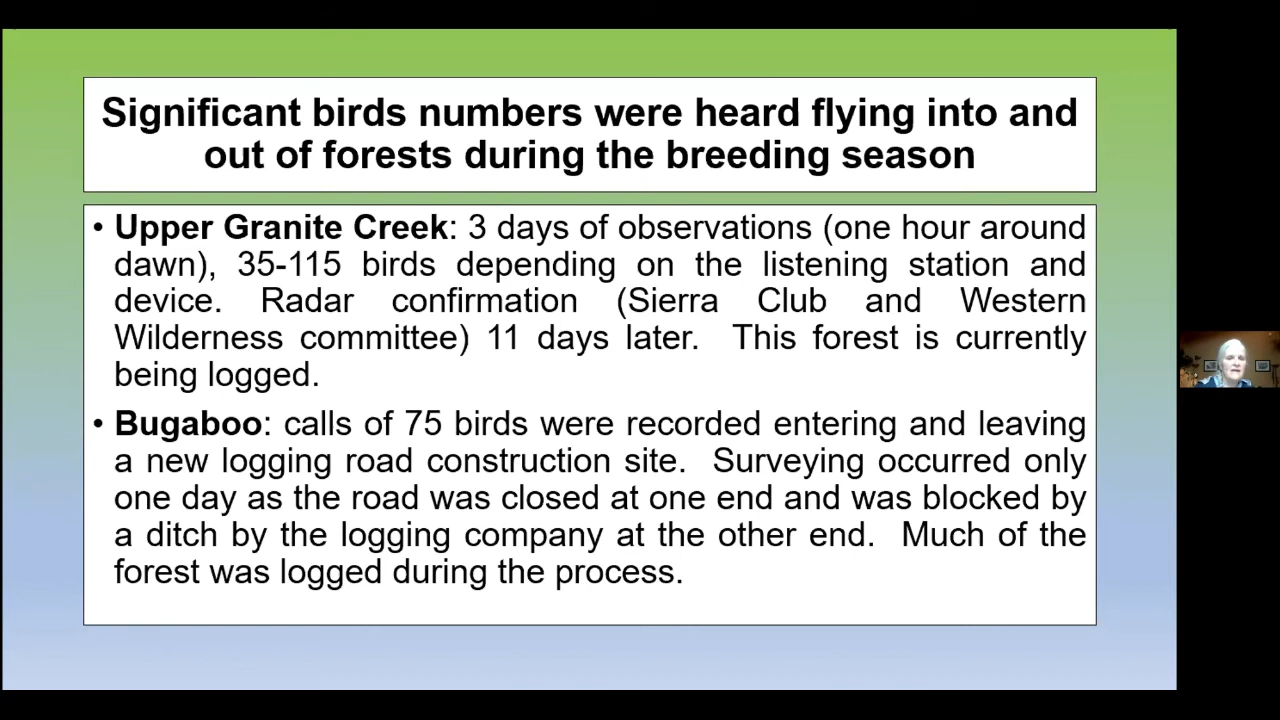 Significant birds numbers were heard flying into and
out of forests during the breeding season
• Upper Granite Creek: 3 days of observations (one hour around
dawn), 35-115 birds depending on the listening station and
device. Radar confirmation (Sierra Club and Western
Wilderness committee) 11 days later. This forest is currently
being logged.
• Bugaboo: calls of 75 birds were recorded entering and leaving
a new logging road construction site. Surveying occurred only
one day as the road was closed at one end and was blocked by
a ditch by the logging company at the other end. Much of the
forest was logged during the process.